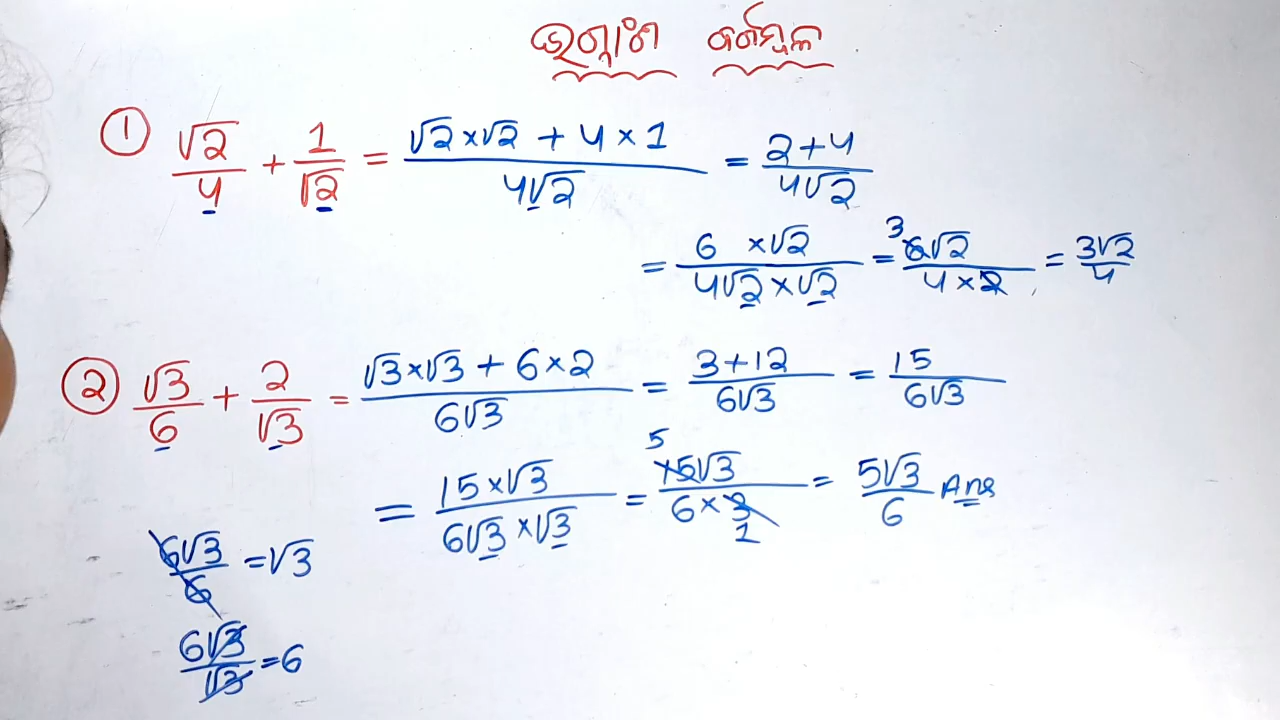 ଭଗ୍ନାଂଶ ବର୍ଗମୂଳ
① √2/4 + 1/√2 = (√2×√2 + 4×1)/4√2 = (2+4)/4√2
= (6 ×√2)/(4√2×√2) = 3 6√2/(4×2) = 3√2/4
② √3/6 + 2/√3 = (√3×√3 + 6×2)/6√3 = (3+12)/6√3 = 15/6√3
= (15×√3)/(6√3×√3) = 5 15√3/(6×3) 1 = 5√3/6 Ans
6√3/6 = √3
6√3/√3 = 6